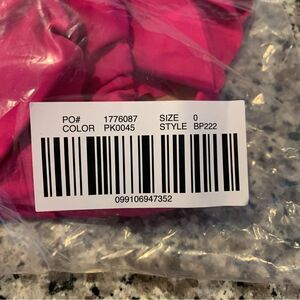 PO# 1776087 SIZE 0
COLOR PK0045 STYLE BP222
099106947352